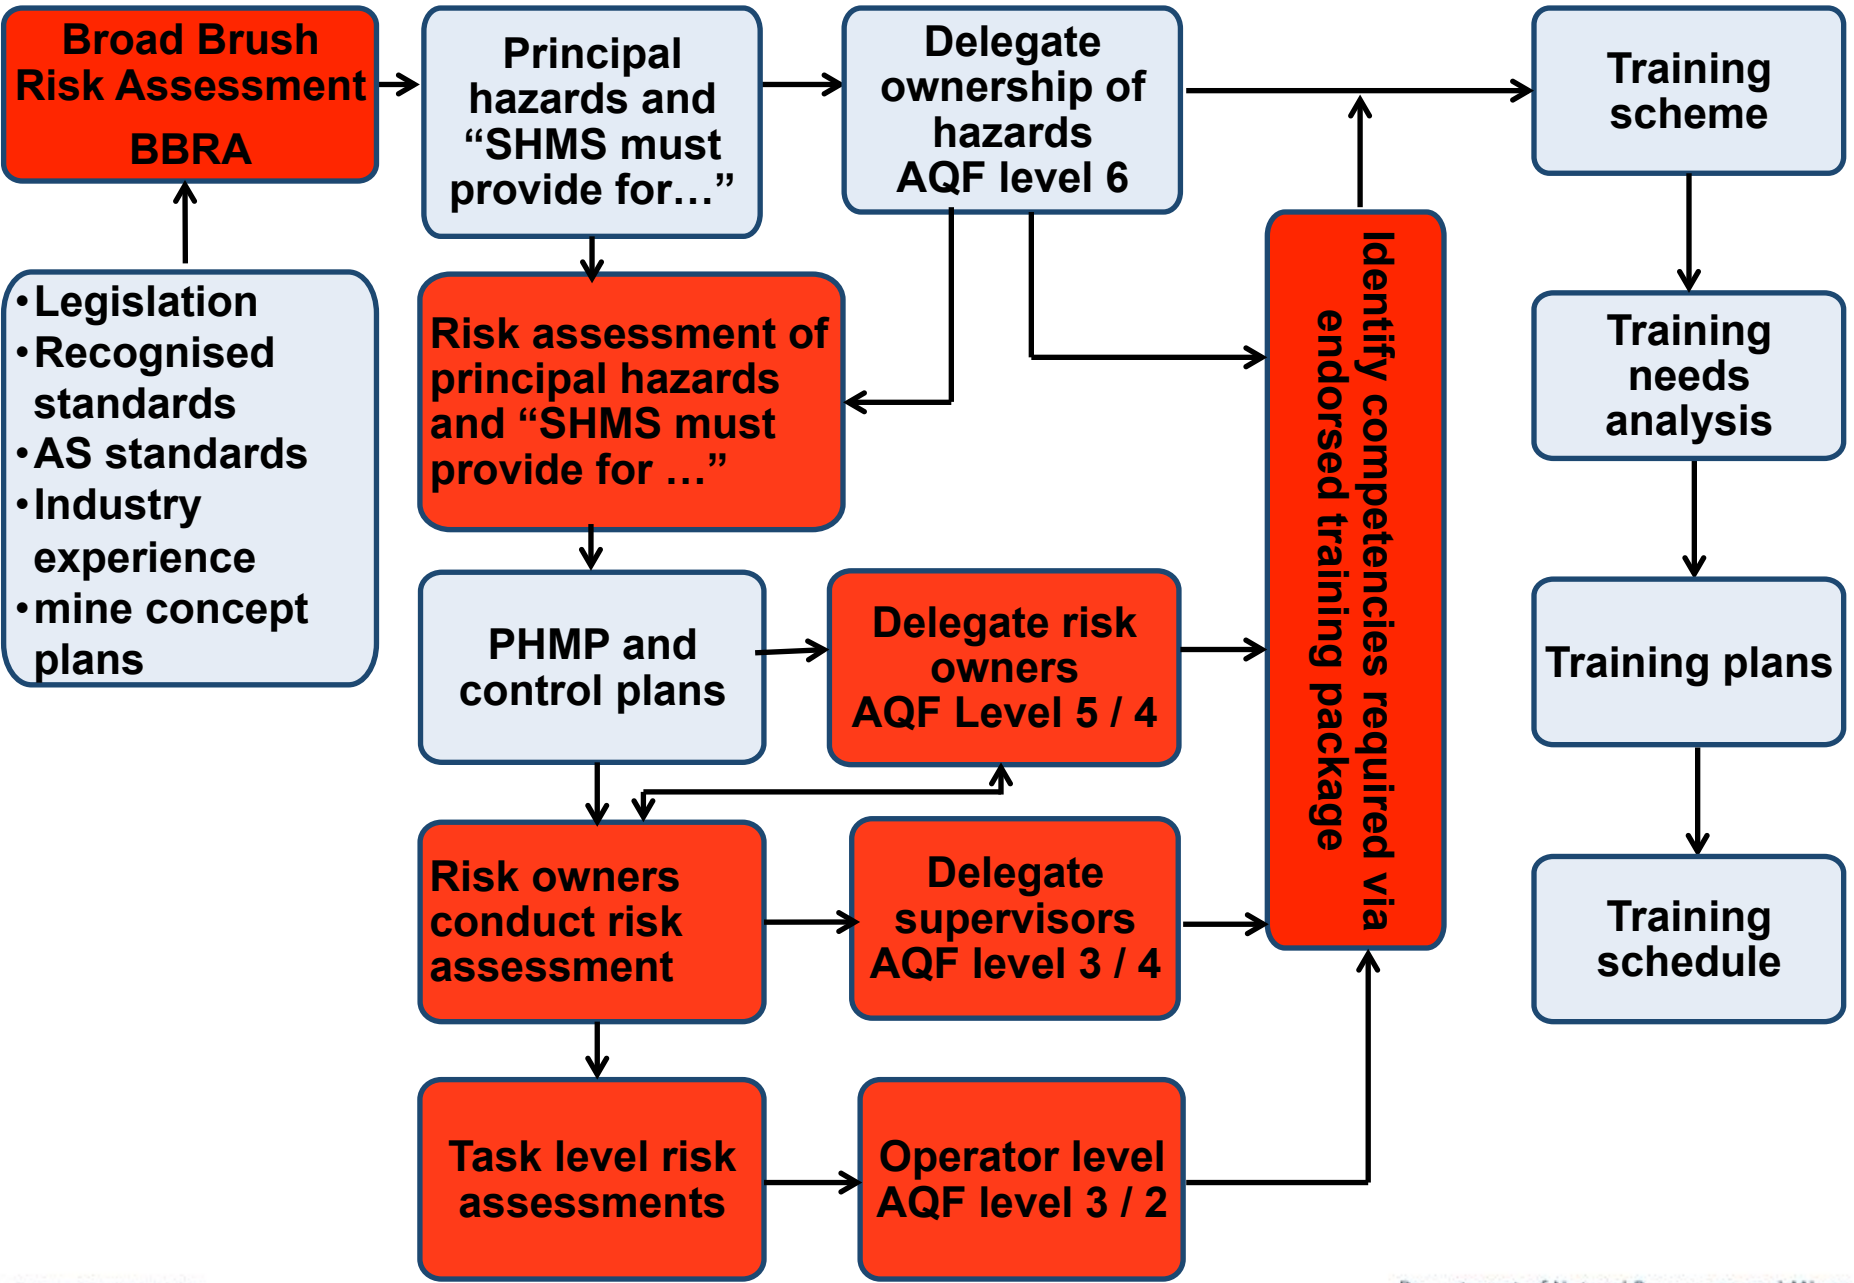 Broad Brush
Risk Assessment
BBRA
Principal
hazards and
“SHMS must
provide for…”
Delegate
ownership of
hazards
AQF level 6
Training
scheme
•Legislation
•Recognised
standards
•AS standards
•Industry
experience
•mine concept
plans
Risk assessment of
principal hazards
and “SHMS must
provide for …”
Identify competencies required via
endorsed training package
Training
needs
analysis
PHMP and
control plans
Delegate risk
owners
AQF Level 5 / 4
Training plans
Risk owners
conduct risk
assessment
Delegate
supervisors
AQF level 3 / 4
Training
schedule
Task level risk
assessments
Operator level
AQF level 3 / 2